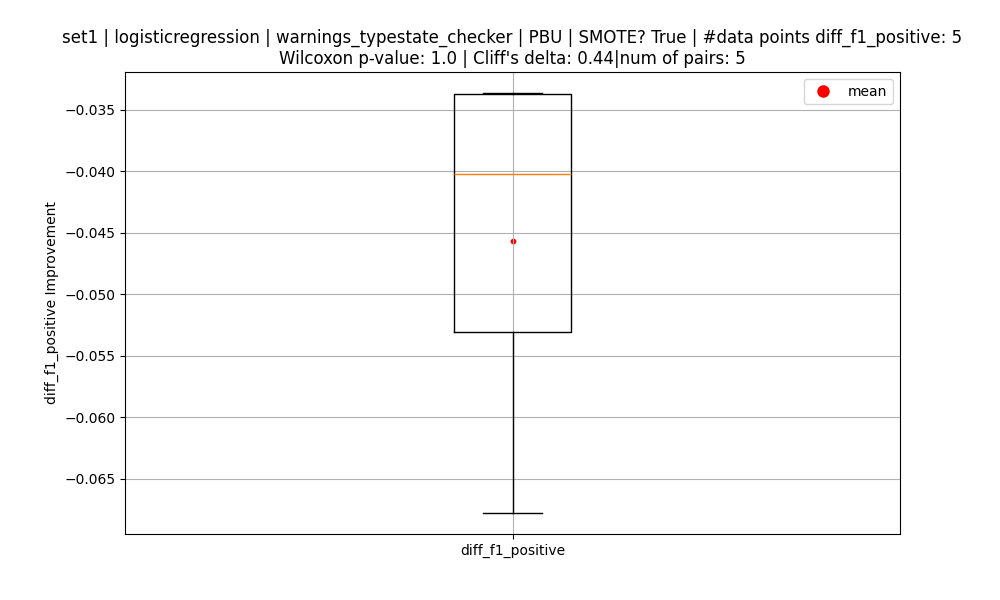 set1 | logisticregression | warnings_typestate_checker | PBU | SMOTE? True | #data points diff_f1_positive: 5
Wilcoxon p-value: 1.0 | Cliff's delta: 0.44|num of pairs: 5
mean
−0.035
−0.040
−0.045
−0.050
−0.055
−0.060
−0.065
diff_f1_positive Improvement
diff_f1_positive